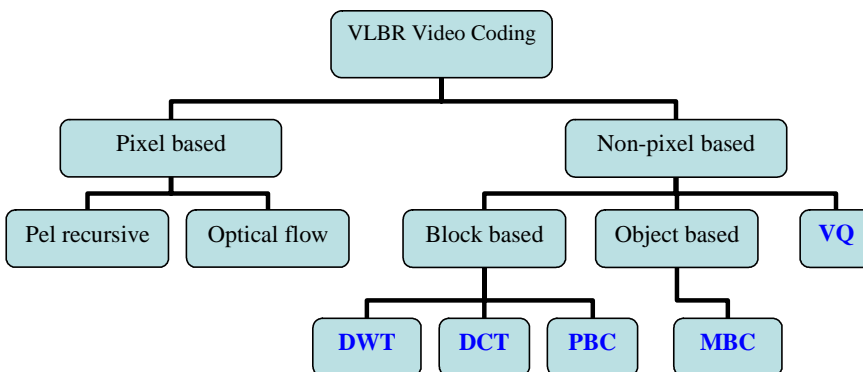 VLBR Video Coding
Pixel based
Non-pixel based
Pel recursive
Optical flow
Block based
Object based
VQ
DWT
DCT
PBC
MBC